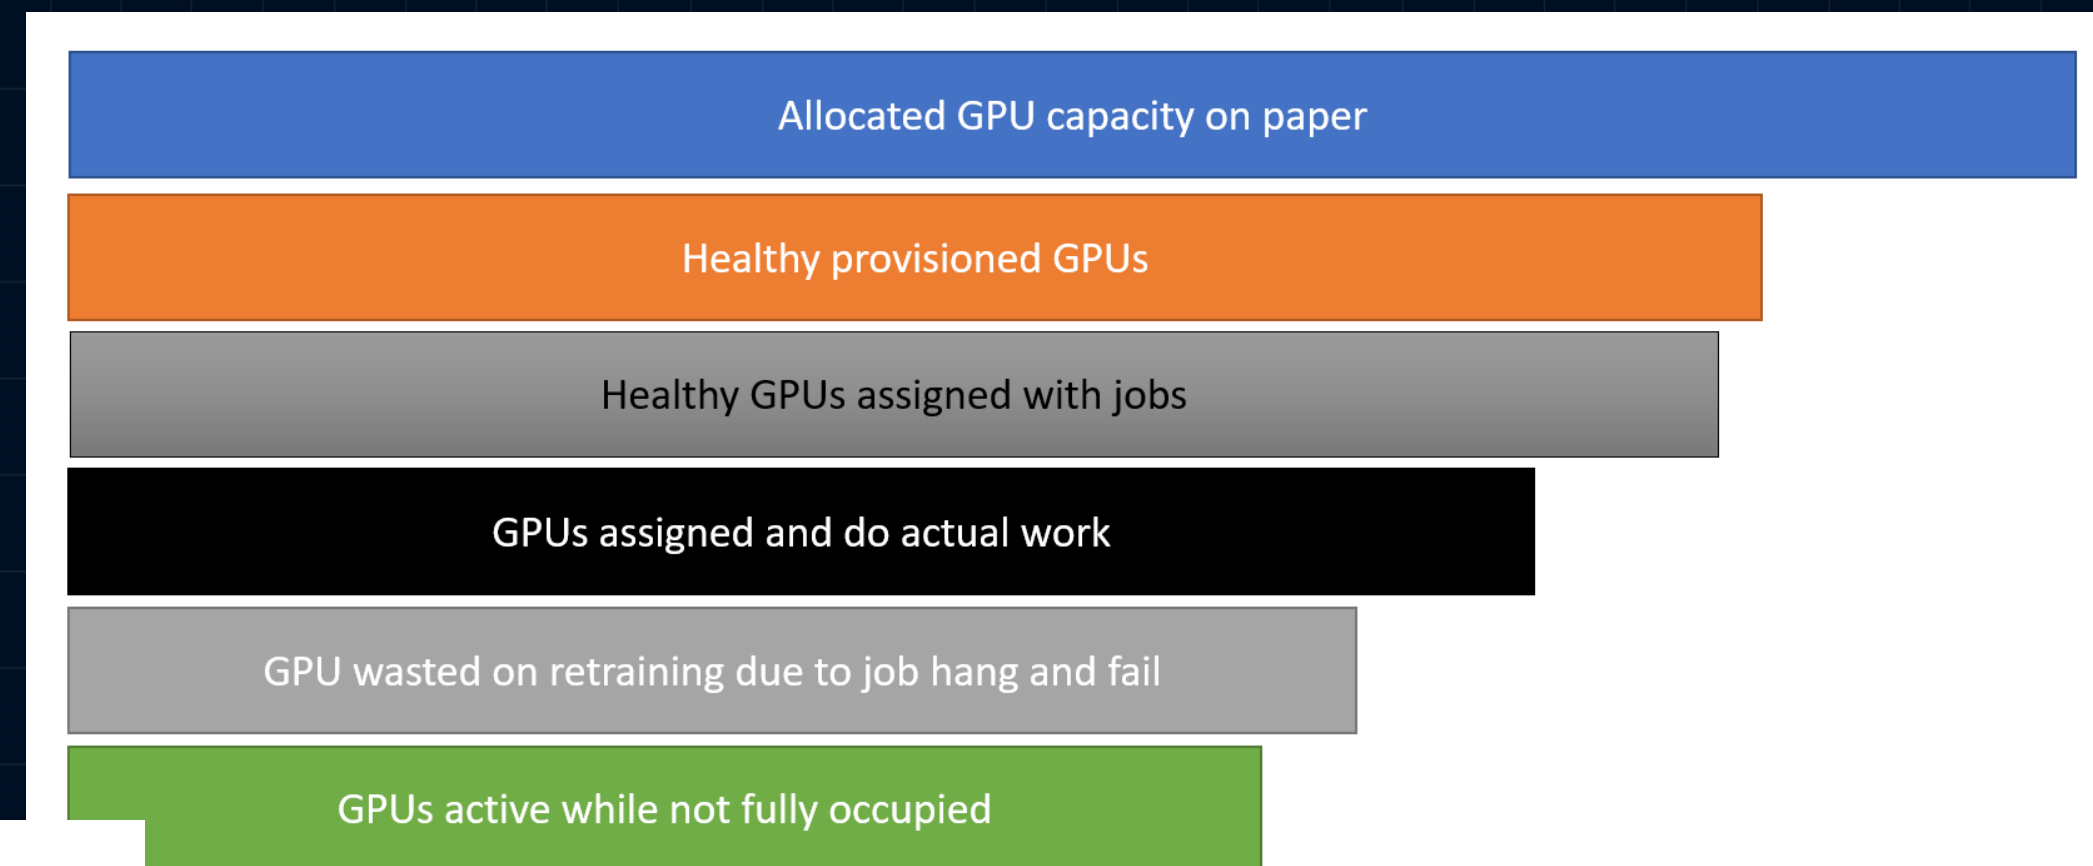 Allocated GPU capacity on paper
Healthy provisioned GPUs
Healthy GPUs assigned with jobs
GPUs assigned and do actual work
GPU wasted on retraining due to job hang and fail
GPUs active while not fully occupied